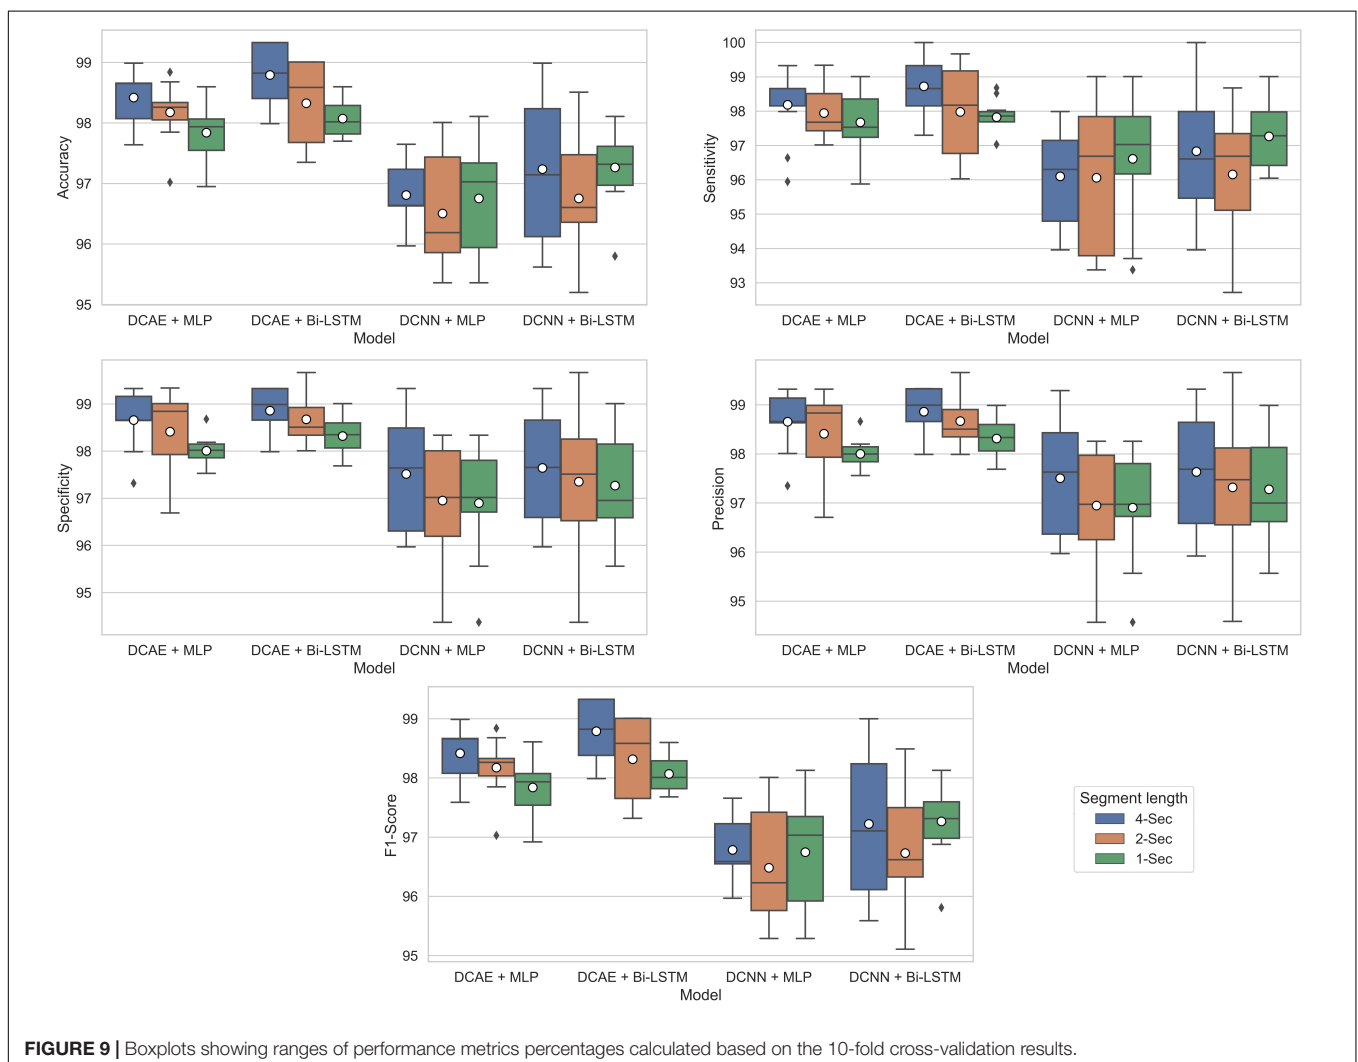 99
98
97
96
95
Accuracy
DCAE + MLP DCAE + Bi-LSTM DCNN + MLP DCNN + Bi-LSTM
Model
100
99
98
97
96
95
94
93
Sensitivity
DCAE + MLP DCAE + Bi-LSTM DCNN + MLP DCNN + Bi-LSTM
Model
99
98
97
96
95
Specificity
DCAE + MLP DCAE + Bi-LSTM DCNN + MLP DCNN + Bi-LSTM
Model
99
98
97
96
95
Precision
DCAE + MLP DCAE + Bi-LSTM DCNN + MLP DCNN + Bi-LSTM
Model
99
98
97
96
95
F1-Score
DCAE + MLP DCAE + Bi-LSTM DCNN + MLP DCNN + Bi-LSTM
Model
Segment length
4-Sec
2-Sec
1-Sec
FIGURE 9 | Boxplots showing ranges of performance metrics percentages calculated based on the 10-fold cross-validation results.